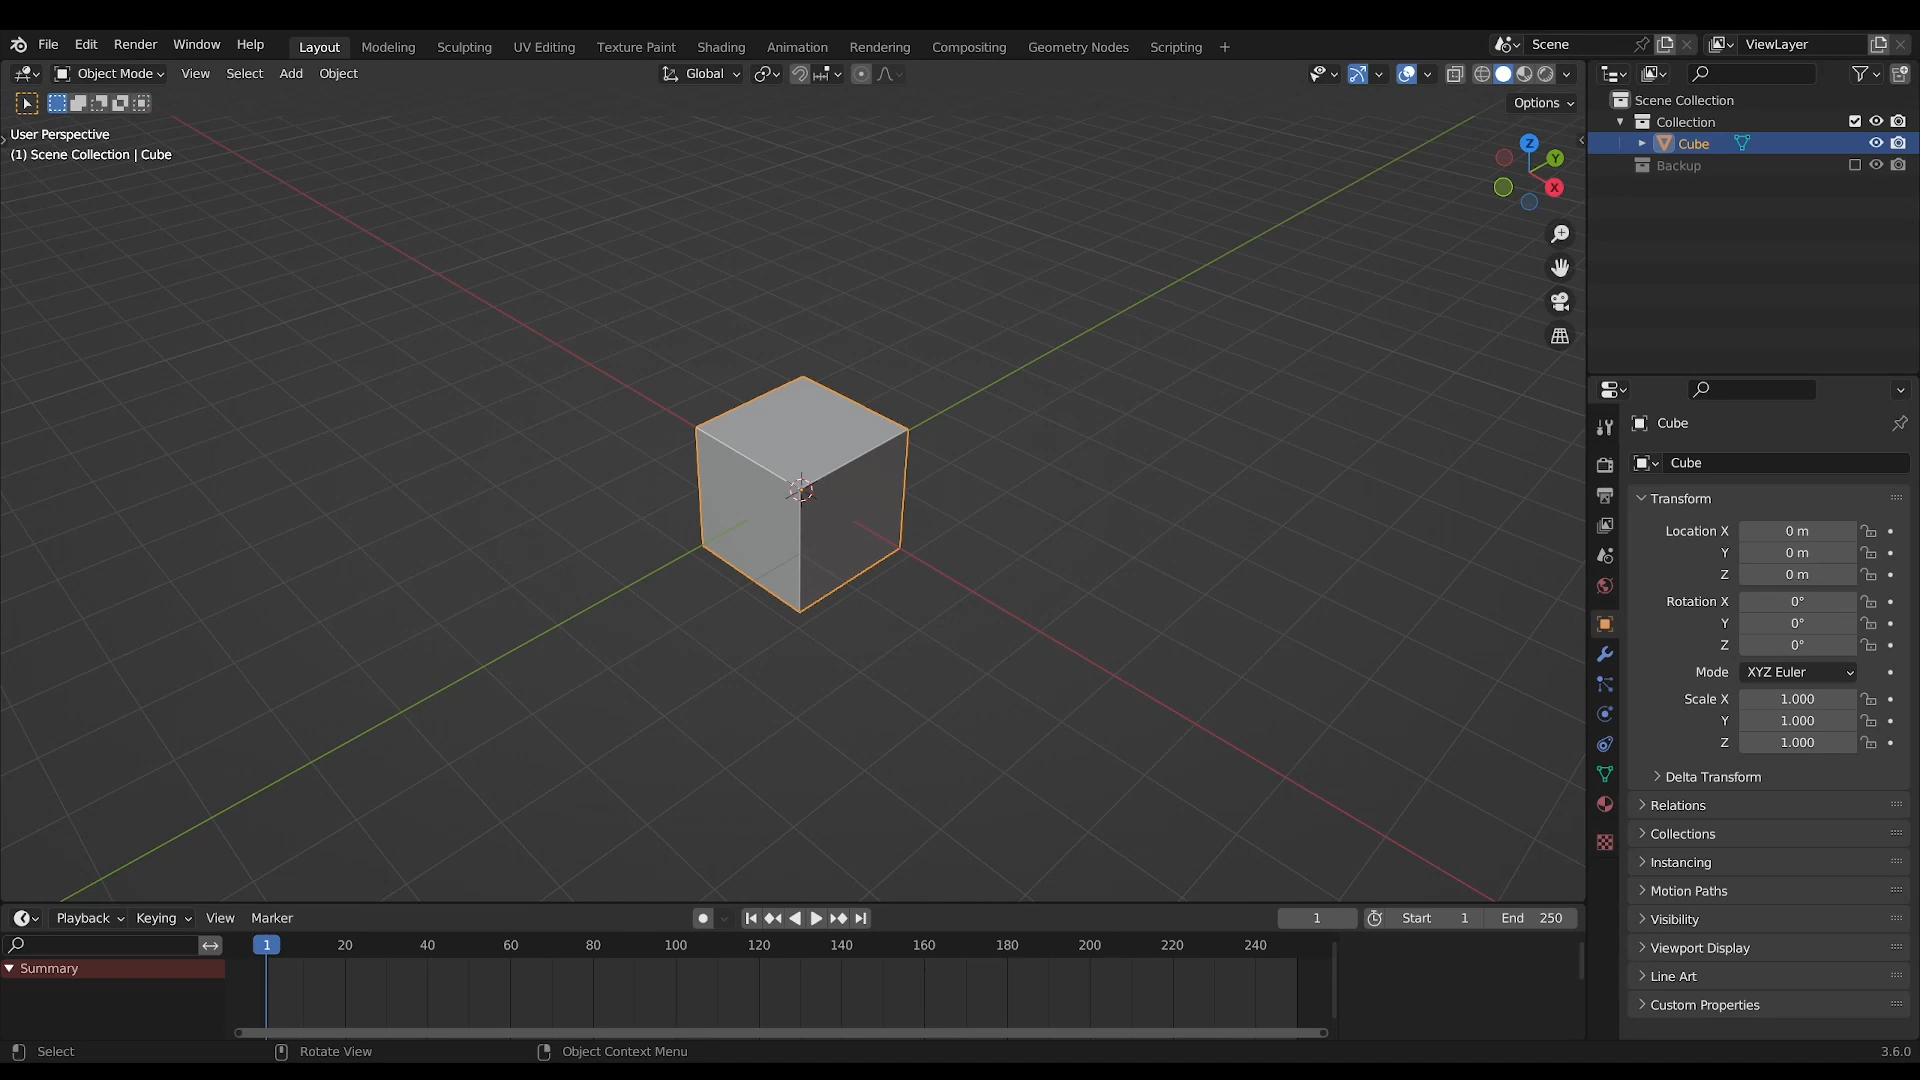 File Edit Render Window Help Layout Modeling Sculpting UV Editing Texture Paint Shading Animation Rendering Compositing Geometry Nodes Scripting + Scene ViewLayer
Object Mode View Select Add Object Global
Options
User Perspective
(1) Scene Collection | Cube
Z
Y
X
Scene Collection
Collection
Cube
Backup
Cube
Cube
Transform
Location X 0 m
Y 0 m
Z 0 m
Rotation X 0°
Y 0°
Z 0°
Mode XYZ Euler
Scale X 1.000
Y 1.000
Z 1.000
Delta Transform
Relations
Collections
Instancing
Motion Paths
Visibility
Viewport Display
Line Art
Custom Properties
Playback Keying View Marker 1 Start 1 End 250
1 20 40 60 80 100 120 140 160 180 200 220 240
Summary
Select Rotate View Object Context Menu 3.6.0